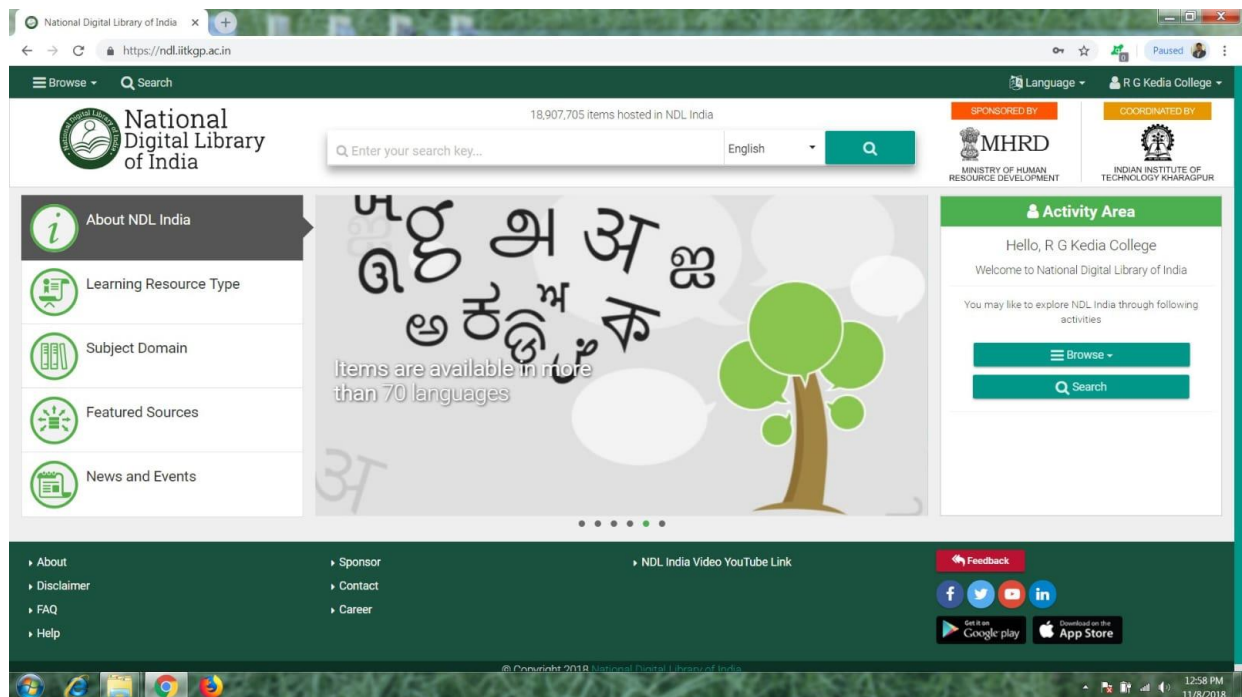 National Digital Library of India
https://ndl.iitkgp.ac.in
Paused
0
Browse
Search
Language
R G Kedia College
National
Digital Library
of India
18,907,705 items hosted in NDL India
Enter your search key...
English
SPONSORED BY
MHRD
MINISTRY OF HUMAN
RESOURCE DEVELOPMENT
COORDINATED BY
INDIAN INSTITUTE OF
TECHNOLOGY KHARAGPUR
About NDL India
Learning Resource Type
Subject Domain
Featured Sources
News and Events
அ अ
ಅ ਅ ক
अ
Items are available in more
than 70 languages
Activity Area
Hello, R G Kedia College
Welcome to National Digital Library of India
You may like to explore NDL India through following
activities
Browse
Search
About
Disclaimer
FAQ
Help
Sponsor
Contact
Career
NDL India Video YouTube Link
Feedback
Get it on
Google play
Download on the
App Store
© Copyright 2018 National Digital Library of India
12:58 PM
11/8/2018